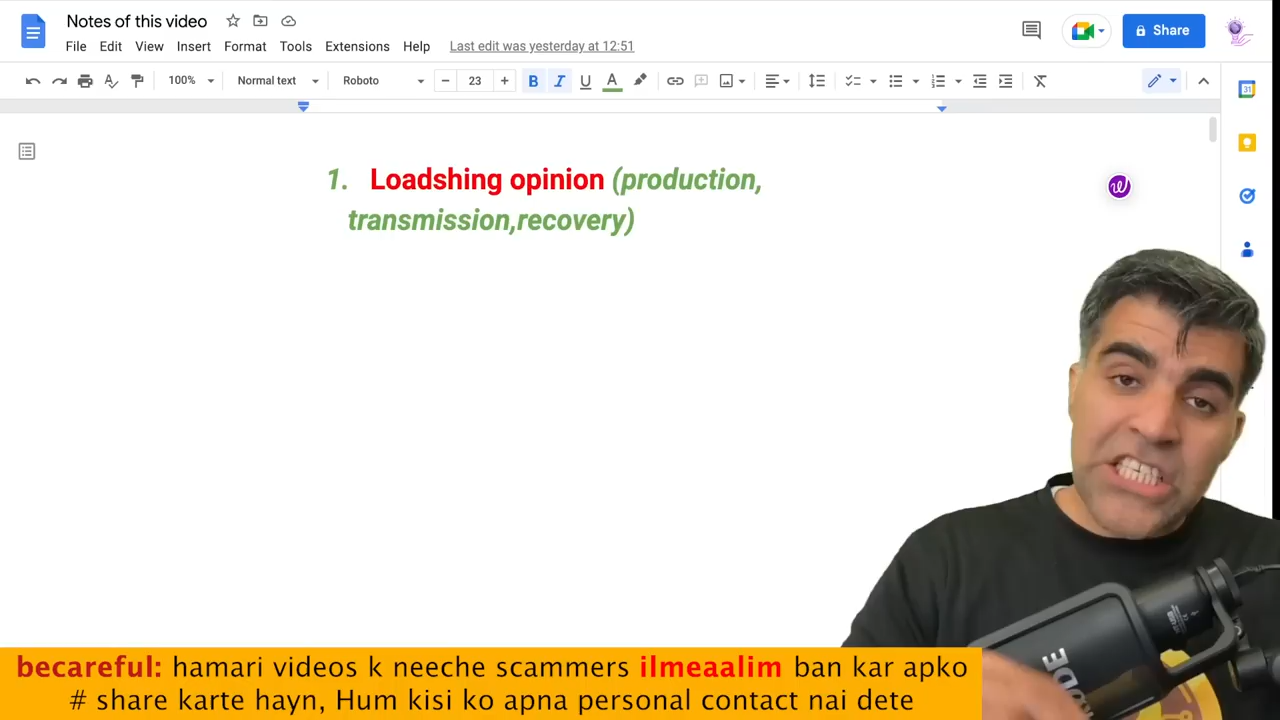 Notes of this video
File Edit View Insert Format Tools Extensions Help Last edit was yesterday at 12:51
Share
100% Normal text Roboto 23 B I U A
31
1. Loadshing opinion (production,
transmission,recovery)
RODE
becareful: hamari videos k neeche scammers ilmeaalim ban kar apko
# share karte hayn, Hum kisi ko apna personal contact nai dete